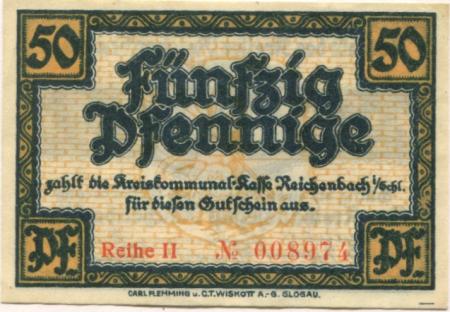 50 50
Fünfzig
Pfennige
zahlt die Kreiskommunal-Kasse Reichenbach i/Schl.
für diesen Gutschein aus.
Pf. Reihe II № 008974 Pf.
CARL FLEMMING u. C.T. WISKOTT A.-G. GLOGAU.